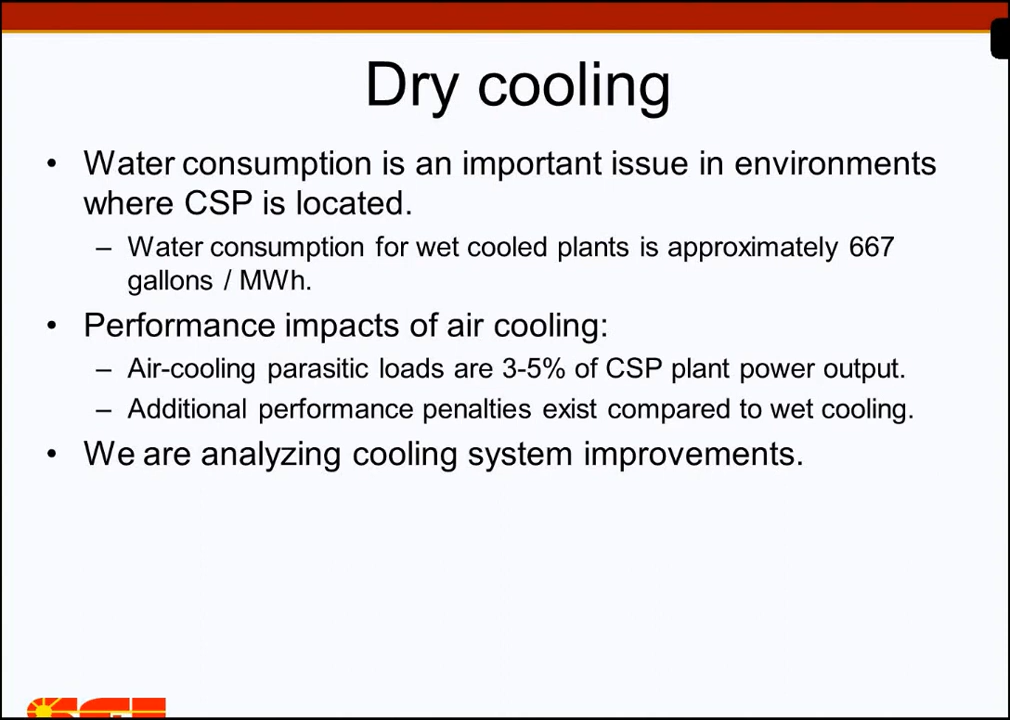 Dry cooling
• Water consumption is an important issue in environments
where CSP is located.
– Water consumption for wet cooled plants is approximately 667
gallons / MWh.
• Performance impacts of air cooling:
– Air-cooling parasitic loads are 3-5% of CSP plant power output.
– Additional performance penalties exist compared to wet cooling.
• We are analyzing cooling system improvements.